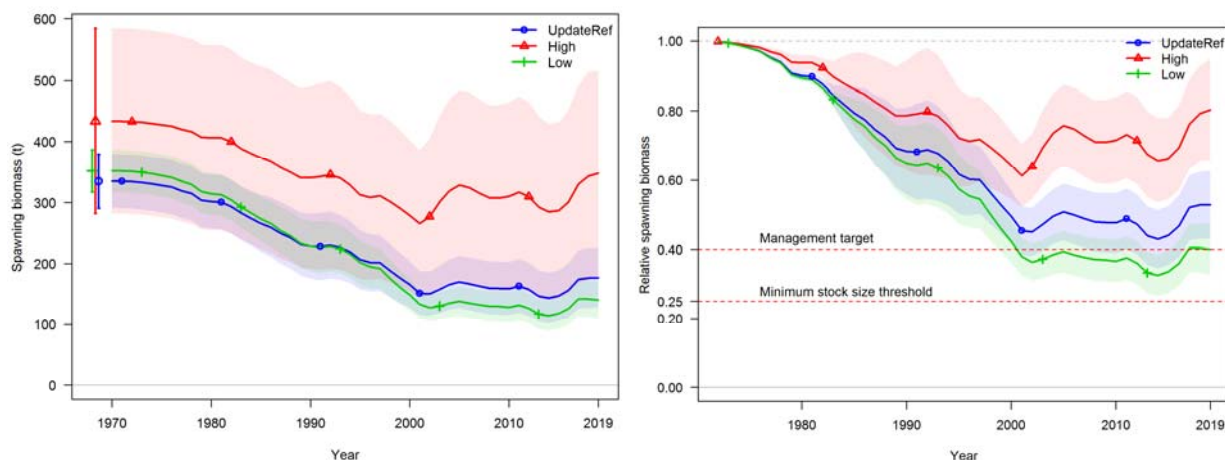 600
500
400
300
200
100
0
Spawning biomass (t)
UpdateRef
High
Low
1970
1980
1990
2000
2010
2019
Year
1.00
0.80
0.60
0.40
0.25
0.20
0.00
Relative spawning biomass
UpdateRef
High
Low
Management target
Minimum stock size threshold
1980
1990
2000
2010
2019
Year